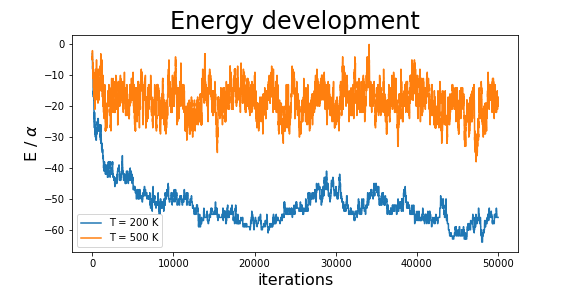 Energy development
E / α
0
−10
−20
−30
−40
−50
−60
T = 200 K
T = 500 K
0 10000 20000 30000 40000 50000
iterations